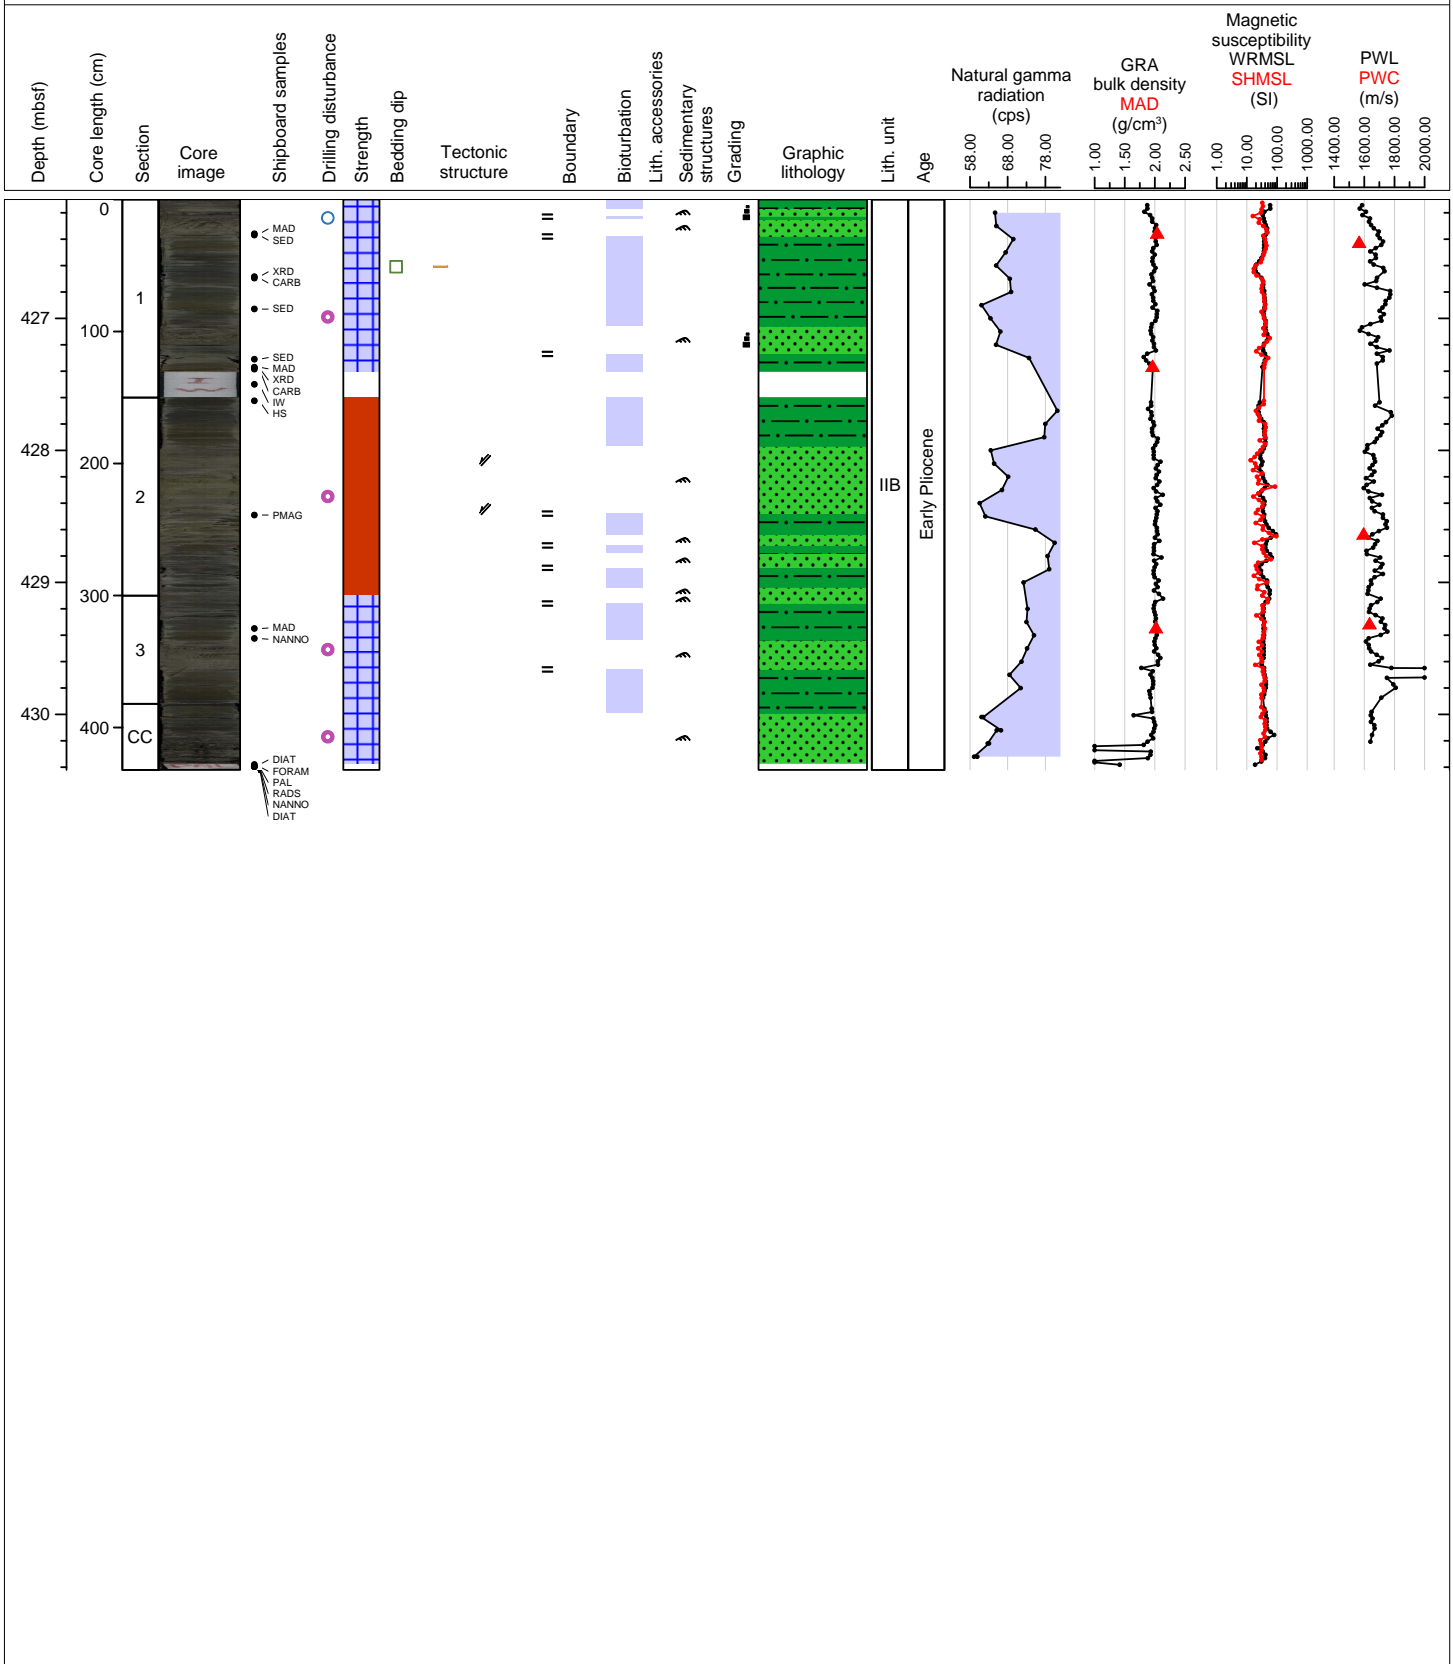 Depth (mbsf)
Core length (cm)
Section
Core
image
Shipboard samples
Drilling disturbance
Strength
Bedding dip
Tectonic
structure
Boundary
Bioturbation
Lith. accessories
Sedimentary
structures
Grading
Graphic
lithology
Lith. unit
Age
Natural gamma
radiation
(cps)
58.00
68.00
78.00
GRA
bulk density
MAD
(g/cm³)
1.00
1.50
2.00
2.50
Magnetic
susceptibility
WRMSL
SHMSL
(SI)
1.00
10.00
100.00
1000.00
PWL
PWC
(m/s)
1400.00
1600.00
1800.00
2000.00
427
428
429
430
0
100
200
300
400
1
2
3
CC
MAD
SED
XRD
CARB
SED
SED
MAD
XRD
CARB
IW
HS
PMAG
MAD
NANNO
DIAT
FORAM
PAL
RADS
NANNO
DIAT
IIB
Early Pliocene